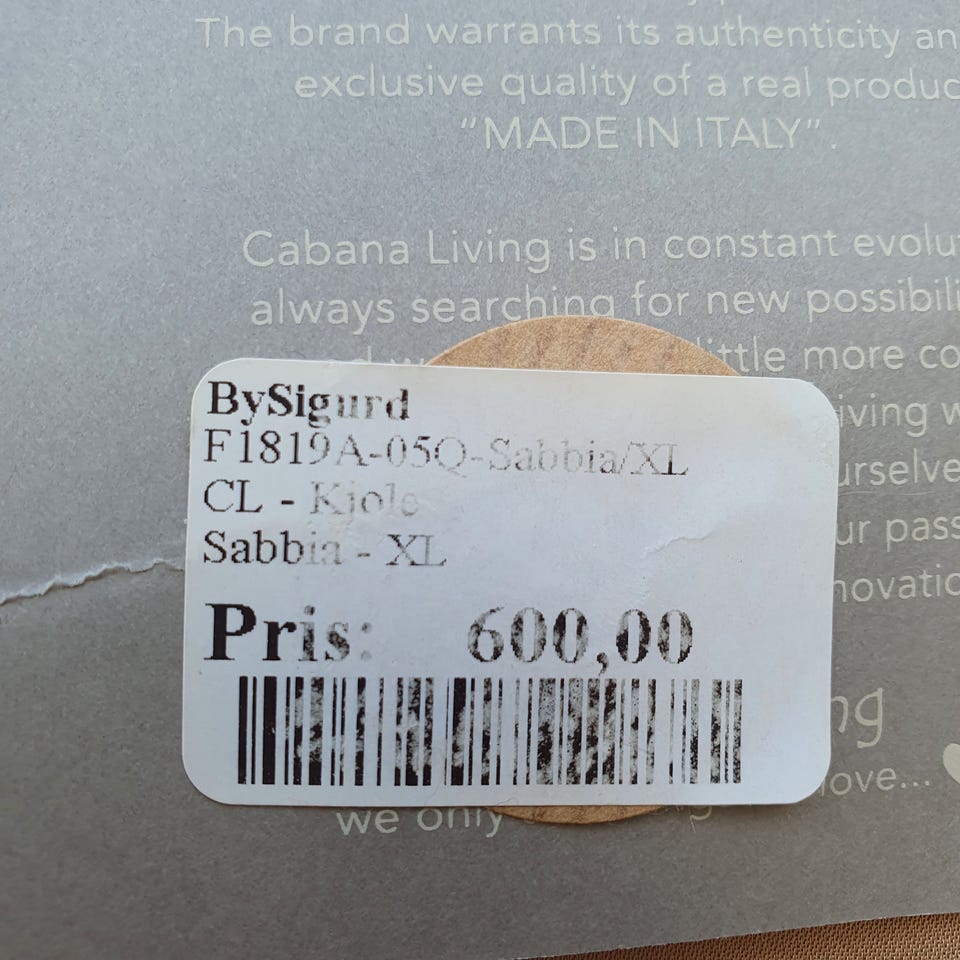 The brand warrants its authenticity an
exclusive quality of a real produc
"MADE IN ITALY".
Cabana Living is in constant evolu
always searching for new possibili
little more co
BySigurd
F1819A-05Q-Sabbia/XL
CL - Kjole
Sabbia - XL
Pris: 600,00
iving w
urselve
ur pass
novatio
ng
love...
we only